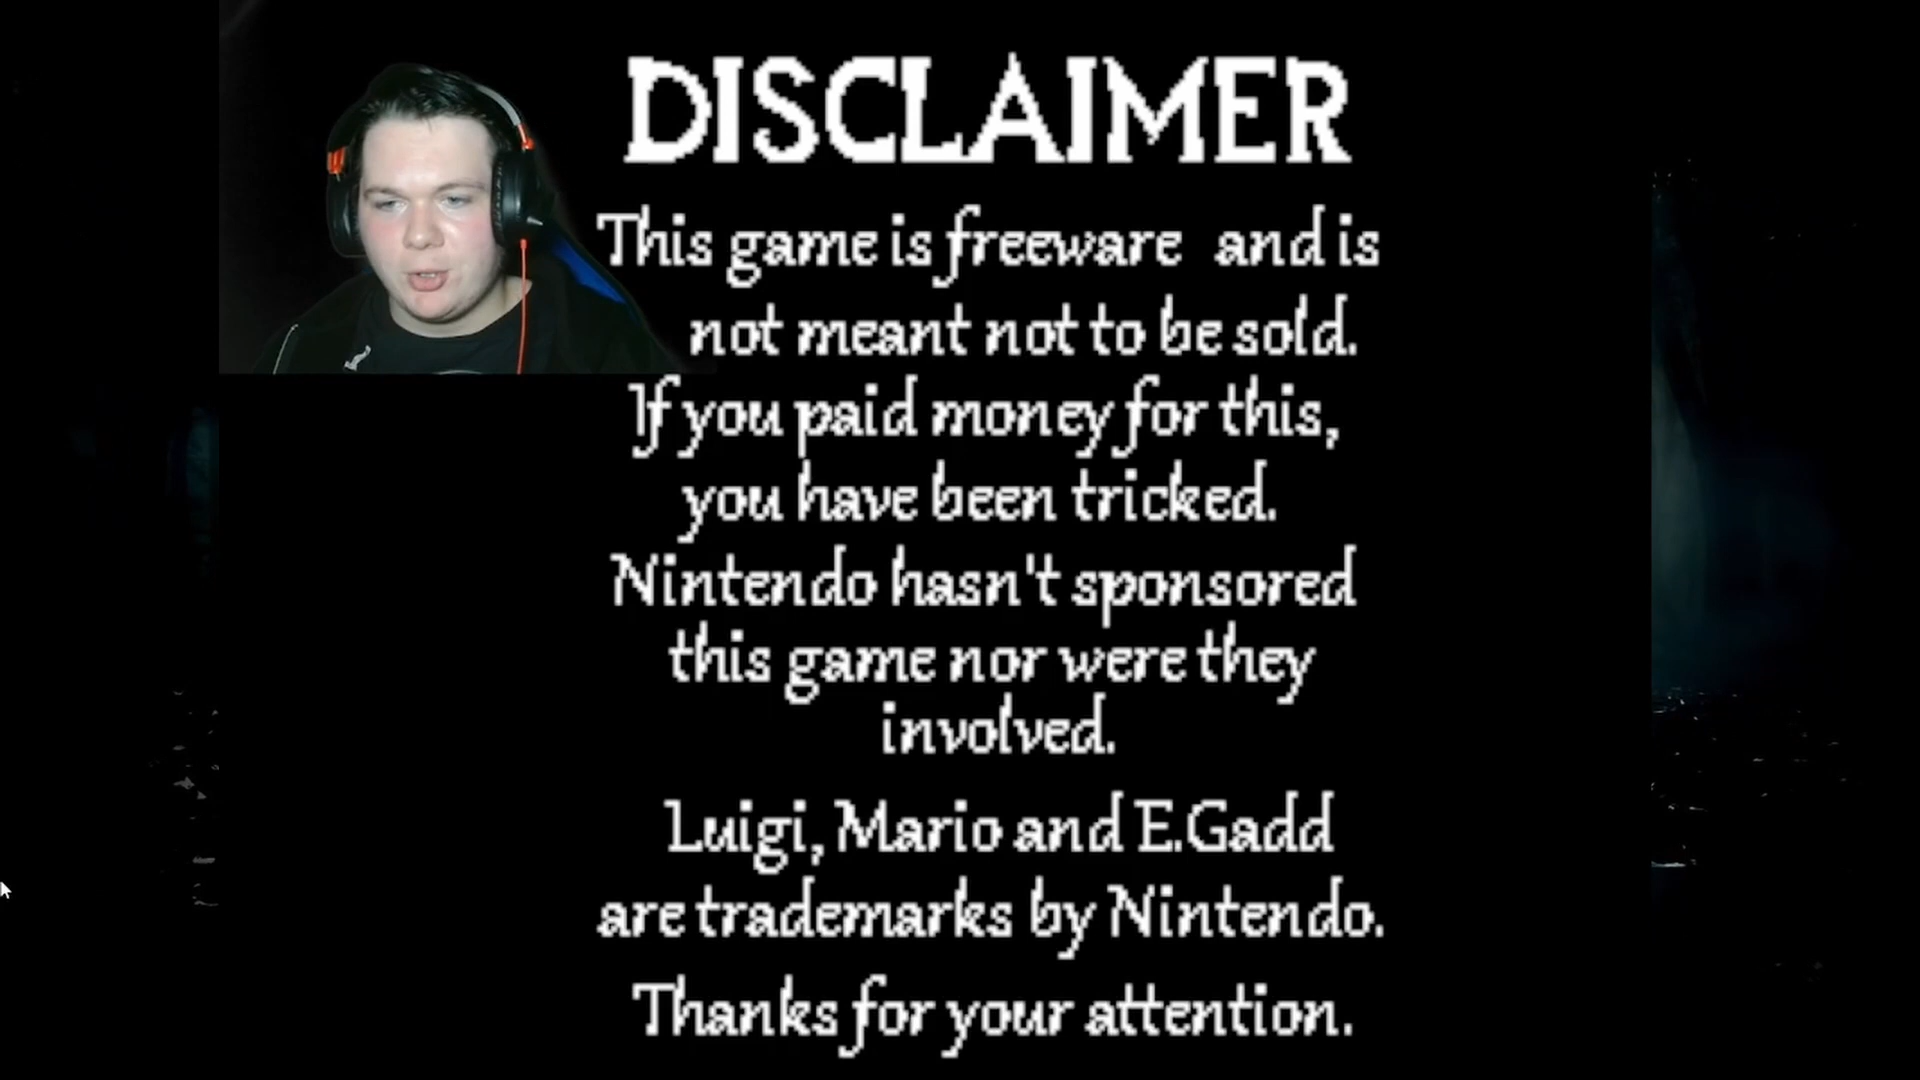 DISCLAIMER
This game is freeware and is
not meant not to be sold.
If you paid money for this,
you have been tricked.
Nintendo hasn't sponsored
this game nor were they
involved.
Luigi, Mario and E.Gadd
are trademarks by Nintendo.
Thanks for your attention.